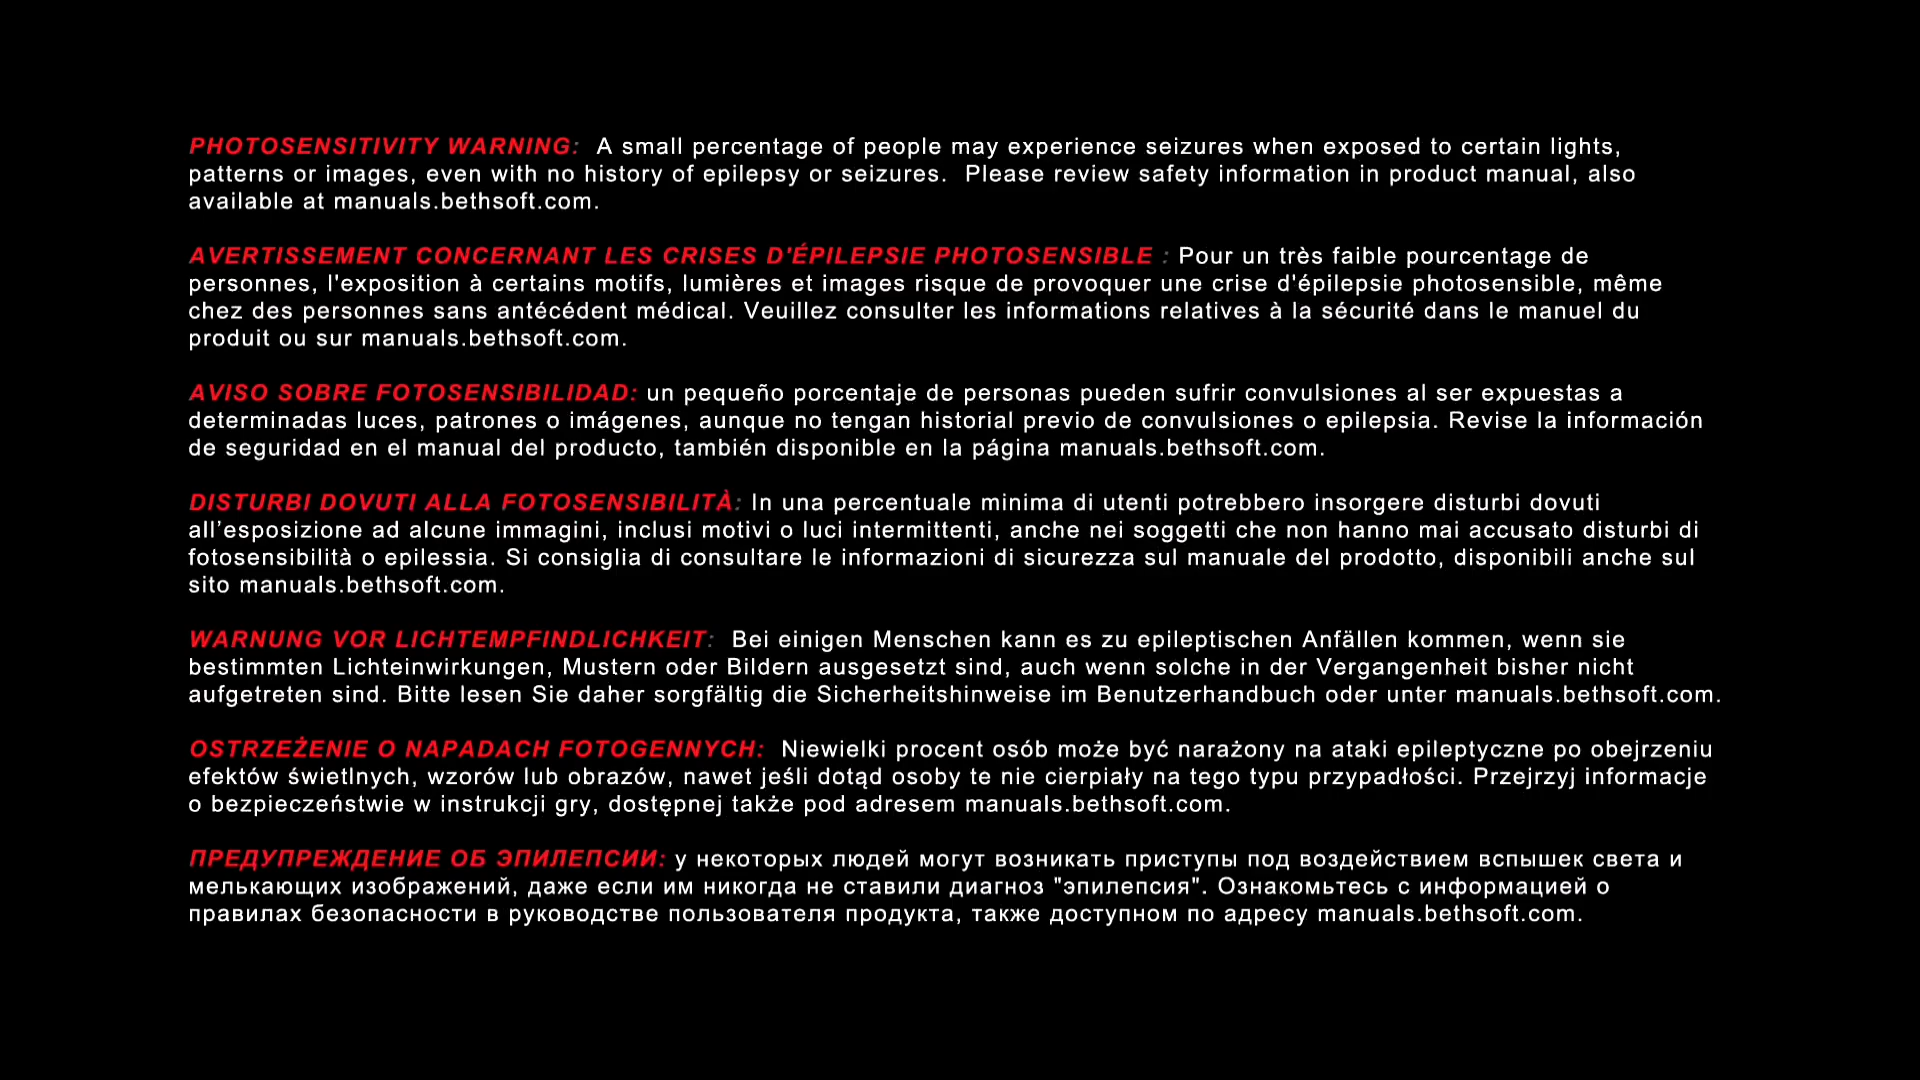 PHOTOSENSITIVITY WARNING:  A small percentage of people may experience seizures when exposed to certain lights,
patterns or images, even with no history of epilepsy or seizures.  Please review safety information in product manual, also
available at manuals.bethsoft.com.
AVERTISSEMENT CONCERNANT LES CRISES D'ÉPILEPSIE PHOTOSENSIBLE : Pour un très faible pourcentage de
personnes, l'exposition à certains motifs, lumières et images risque de provoquer une crise d'épilepsie photosensible, même
chez des personnes sans antécédent médical. Veuillez consulter les informations relatives à la sécurité dans le manuel du
produit ou sur manuals.bethsoft.com.
AVISO SOBRE FOTOSENSIBILIDAD: un pequeño porcentaje de personas pueden sufrir convulsiones al ser expuestas a
determinadas luces, patrones o imágenes, aunque no tengan historial previo de convulsiones o epilepsia. Revise la información
de seguridad en el manual del producto, también disponible en la página manuals.bethsoft.com.
DISTURBI DOVUTI ALLA FOTOSENSIBILITÀ: In una percentuale minima di utenti potrebbero insorgere disturbi dovuti
all’esposizione ad alcune immagini, inclusi motivi o luci intermittenti, anche nei soggetti che non hanno mai accusato disturbi di
fotosensibilità o epilessia. Si consiglia di consultare le informazioni di sicurezza sul manuale del prodotto, disponibili anche sul
sito manuals.bethsoft.com.
WARNUNG VOR LICHTEMPFINDLICHKEIT:  Bei einigen Menschen kann es zu epileptischen Anfällen kommen, wenn sie
bestimmten Lichteinwirkungen, Mustern oder Bildern ausgesetzt sind, auch wenn solche in der Vergangenheit bisher nicht
aufgetreten sind. Bitte lesen Sie daher sorgfältig die Sicherheitshinweise im Benutzerhandbuch oder unter manuals.bethsoft.com.
OSTRZEŻENIE O NAPADACH FOTOGENNYCH:  Niewielki procent osób może być narażony na ataki epileptyczne po obejrzeniu
efektów świetlnych, wzorów lub obrazów, nawet jeśli dotąd osoby te nie cierpiały na tego typu przypadłości. Przejrzyj informacje
o bezpieczeństwie w instrukcji gry, dostępnej także pod adresem manuals.bethsoft.com.
ПРЕДУПРЕЖДЕНИЕ ОБ ЭПИЛЕПСИИ: у некоторых людей могут возникать приступы под воздействием вспышек света и
мелькающих изображений, даже если им никогда не ставили диагноз "эпилепсия". Ознакомьтесь с информацией о
правилах безопасности в руководстве пользователя продукта, также доступном по адресу manuals.bethsoft.com.